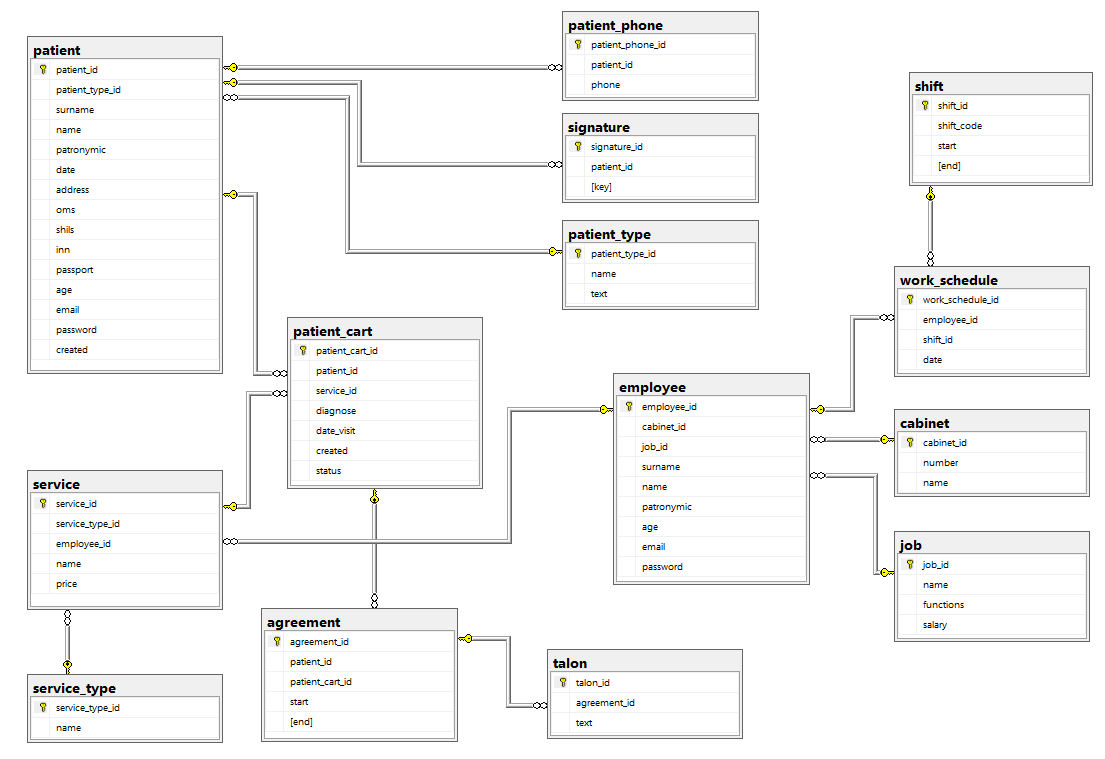 patient
patient_id
patient_type_id
surname
name
patronymic
date
address
oms
shils
inn
passport
age
email
password
created
patient_phone
patient_phone_id
patient_id
phone
signature
signature_id
patient_id
[key]
patient_type
patient_type_id
name
text
shift
shift_id
shift_code
start
[end]
work_schedule
work_schedule_id
employee_id
shift_id
date
patient_cart
patient_cart_id
patient_id
service_id
diagnose
date_visit
created
status
employee
employee_id
cabinet_id
job_id
surname
name
patronymic
age
email
password
cabinet
cabinet_id
number
name
service
service_id
service_type_id
employee_id
name
price
job
job_id
name
functions
salary
agreement
agreement_id
patient_id
patient_cart_id
start
[end]
talon
talon_id
agreement_id
text
service_type
service_type_id
name